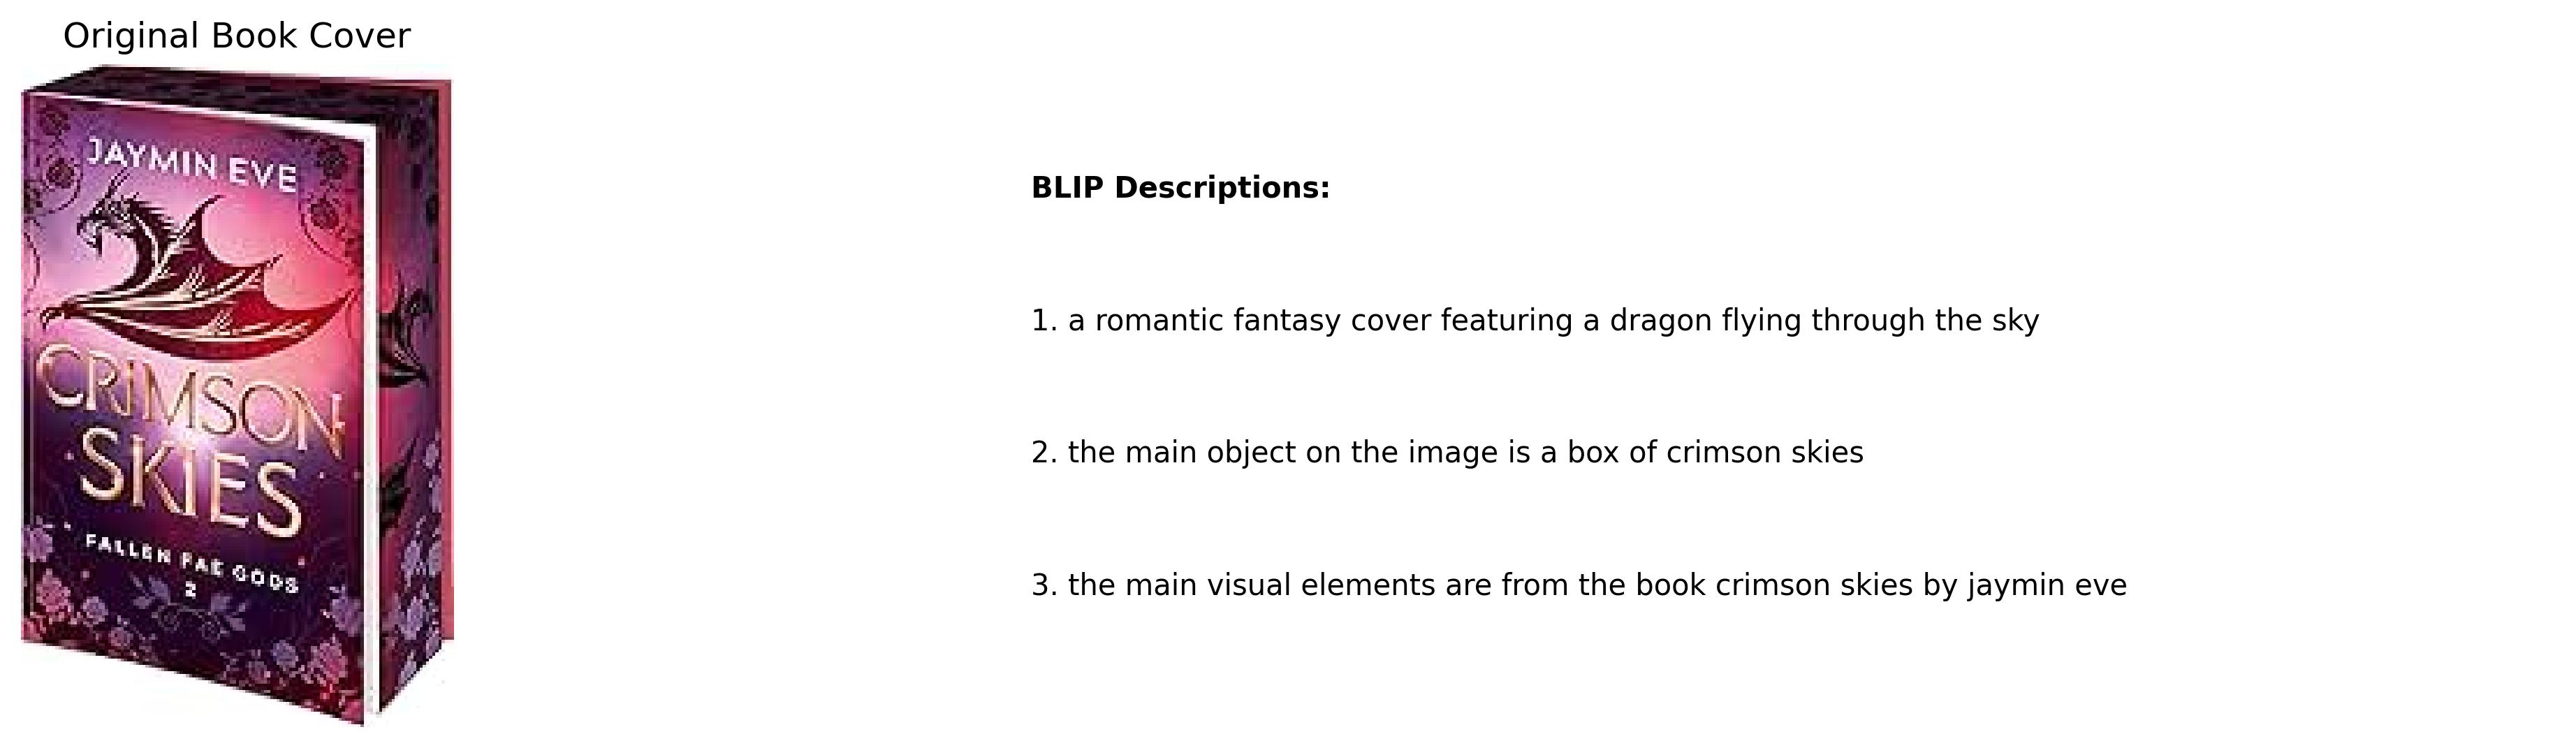 Original Book Cover
JAYMIN EVE
CRIMSON
SKIES
FALLEN FAE GODS
2
BLIP Descriptions:
1. a romantic fantasy cover featuring a dragon flying through the sky
2. the main object on the image is a box of crimson skies
3. the main visual elements are from the book crimson skies by jaymin eve